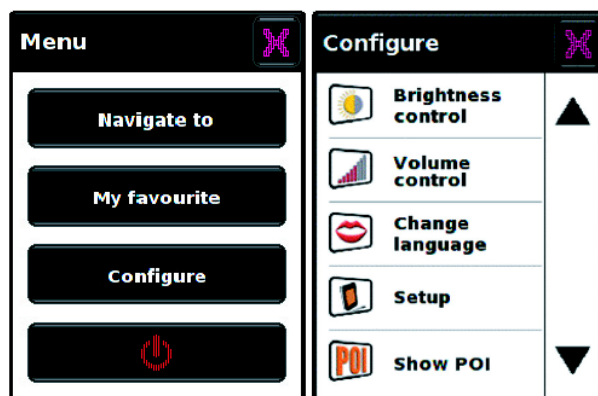 Menu
Navigate to
My favourite
Configure
Configure
Brightness
control
Volume
control
Change
language
Setup
POI
Show POI